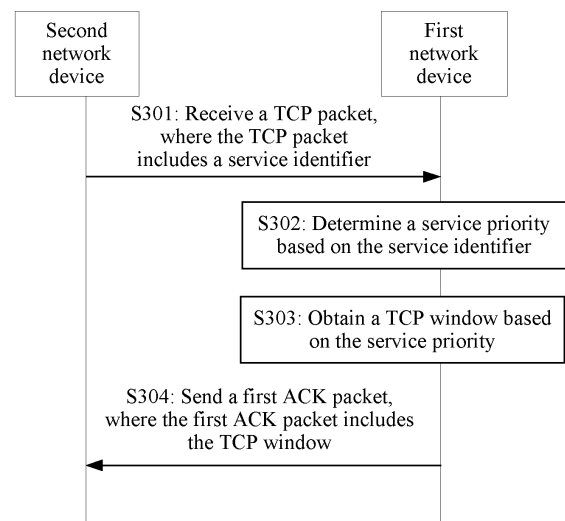 Second
network
device
First
network
device
S301: Receive a TCP packet,
where the TCP packet
includes a service identifier
S302: Determine a service priority
based on the service identifier
S303: Obtain a TCP window based
on the service priority
S304: Send a first ACK packet,
where the first ACK packet includes
the TCP window